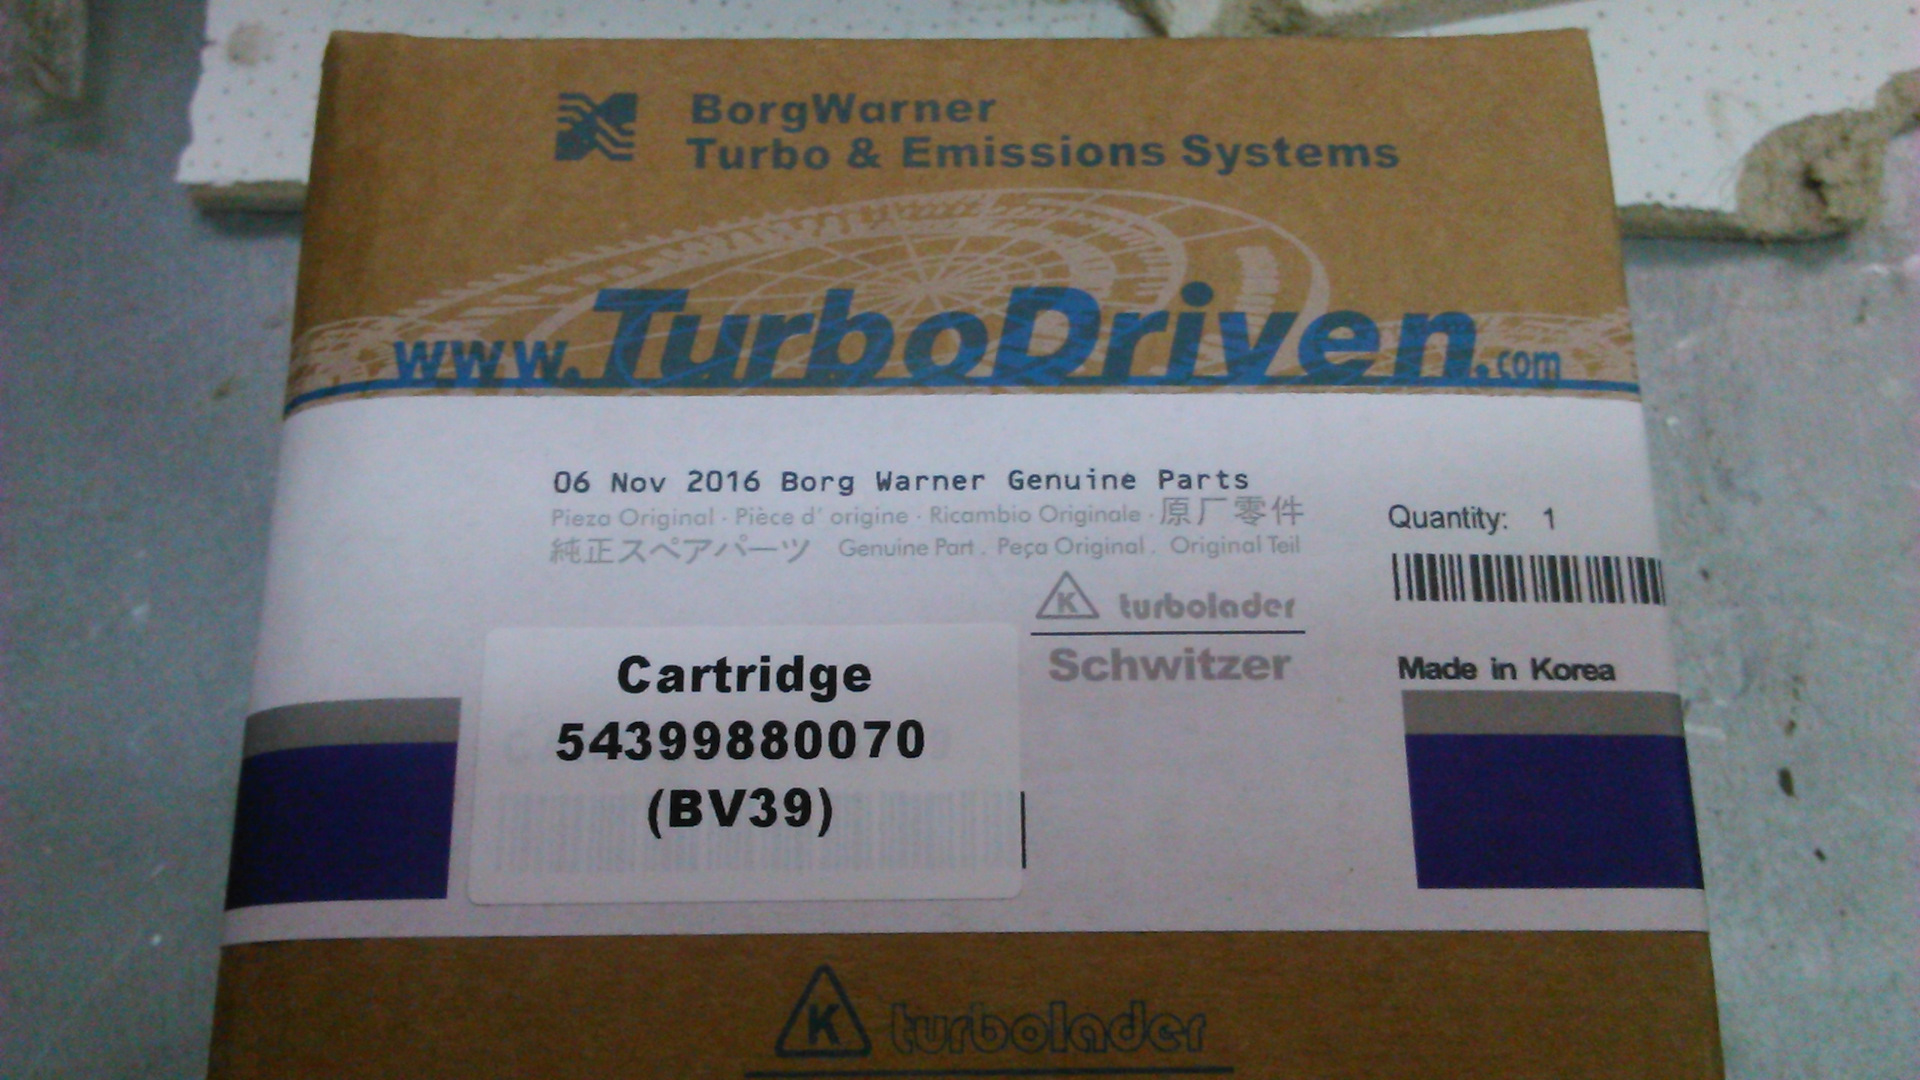 BorgWarner
Turbo & Emissions Systems
www.TurboDriven.com
06 Nov 2016 Borg Warner Genuine Parts
Pieza Original · Pièce d' origine · Ricambio Originale · 原厂零件
純正スペアパーツ Genuine Part . Peça Original . Original Teil
Quantity: 1
K turbolader
Schwitzer
Made in Korea
Cartridge
54399880070
(BV39)
K turbolader